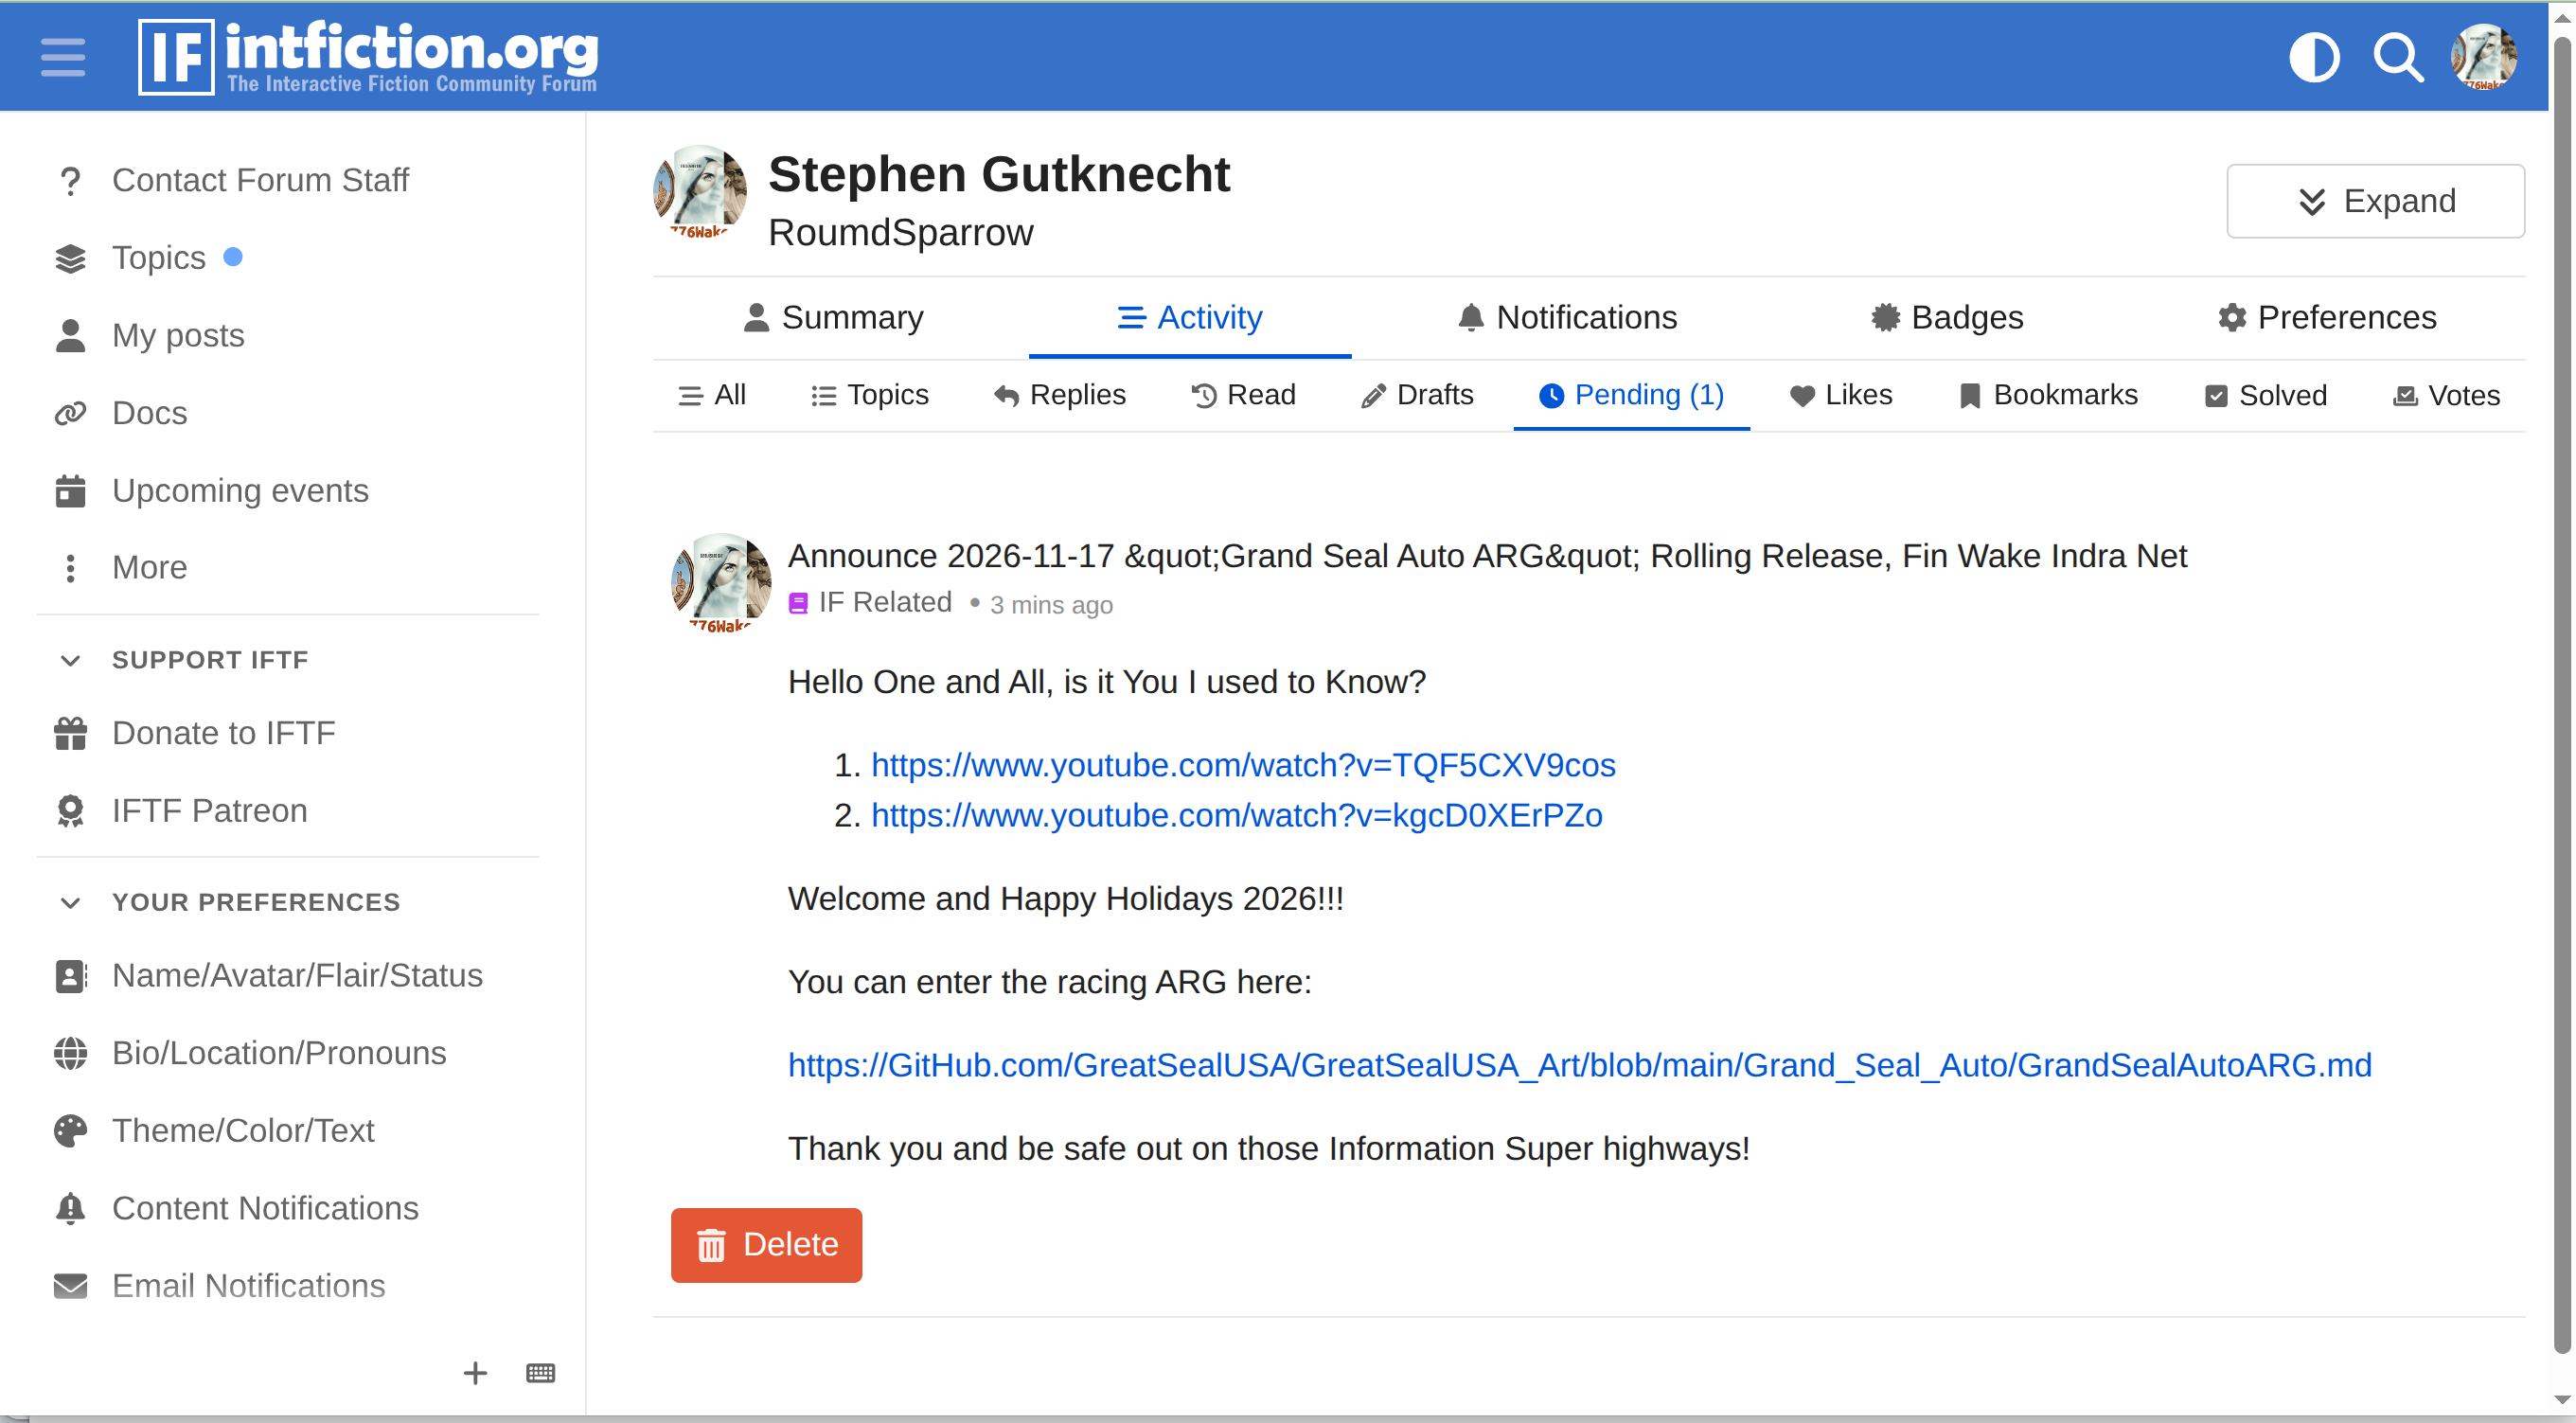 IF intfiction.org
The Interactive Fiction Community Forum
776Wake
Contact Forum Staff
Topics
My posts
Docs
Upcoming events
More
SUPPORT IFTF
Donate to IFTF
IFTF Patreon
YOUR PREFERENCES
Name/Avatar/Flair/Status
Bio/Location/Pronouns
Theme/Color/Text
Content Notifications
Email Notifications
776Wake
Stephen Gutknecht
RoumdSparrow
Expand
Summary Activity Notifications Badges Preferences
All Topics Replies Read Drafts Pending (1) Likes Bookmarks Solved Votes
776Wake
Announce 2026-11-17 &quot;Grand Seal Auto ARG&quot; Rolling Release, Fin Wake Indra Net
IF Related • 3 mins ago
Hello One and All, is it You I used to Know?
1. https://www.youtube.com/watch?v=TQF5CXV9cos
2. https://www.youtube.com/watch?v=kgcD0XErPZo
Welcome and Happy Holidays 2026!!!
You can enter the racing ARG here:
https://GitHub.com/GreatSealUSA/GreatSealUSA_Art/blob/main/Grand_Seal_Auto/GrandSealAutoARG.md
Thank you and be safe out on those Information Super highways!
Delete